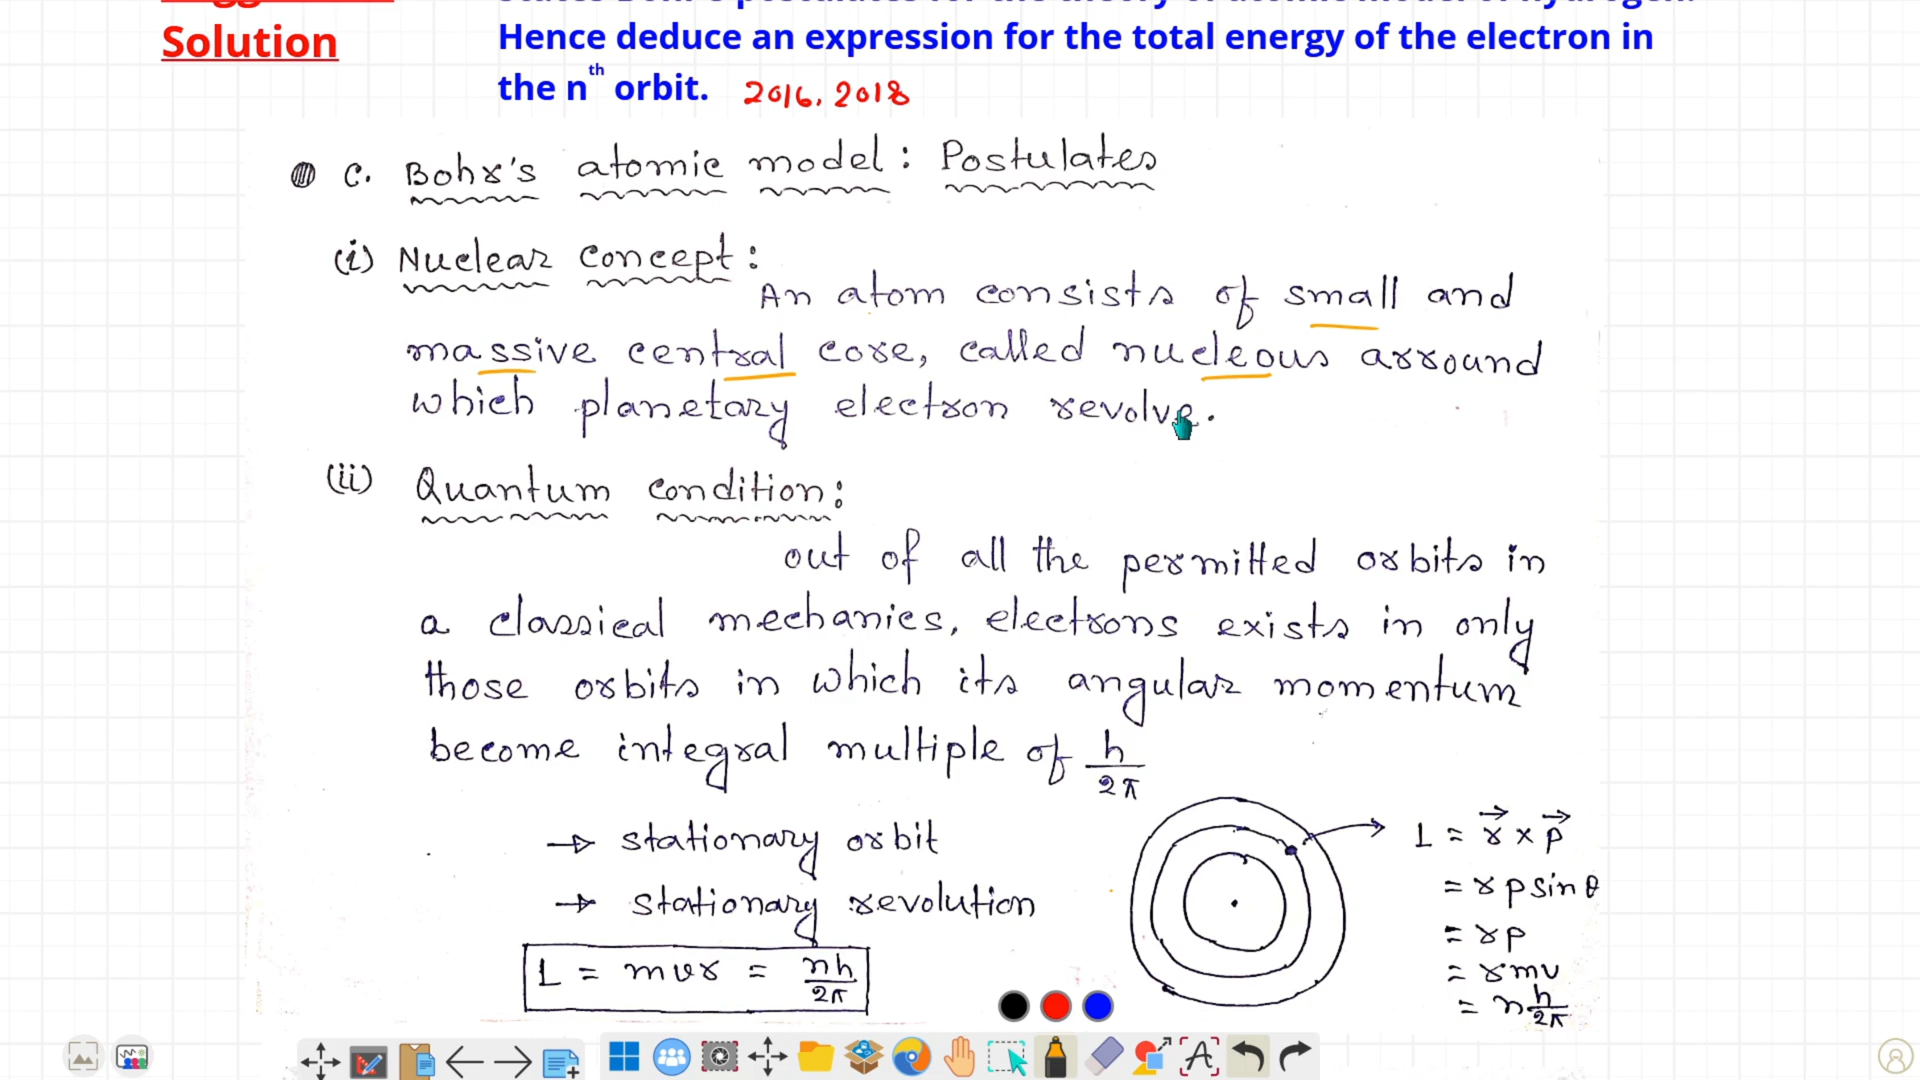 Solution
Hence deduce an expression for the total energy of the electron in
the nᵗʰ orbit. 2016, 2018
C. Bohr's atomic model: Postulates
(i) Nuclear concept:
An atom consists of small and
massive central core, called nucleous arround
which planetary electron revolve.
(ii) Quantum condition:
out of all the permitted orbits in
a classical mechanics, electrons exists in only
those orbits in which its angular momentum
become integral multiple of h/2π
→ stationary orbit
→ stationary revolution
L = mvr = nh/2π
L = r⃗ × p⃗
= r p sin θ
= rp
= rmv
= n h/2π